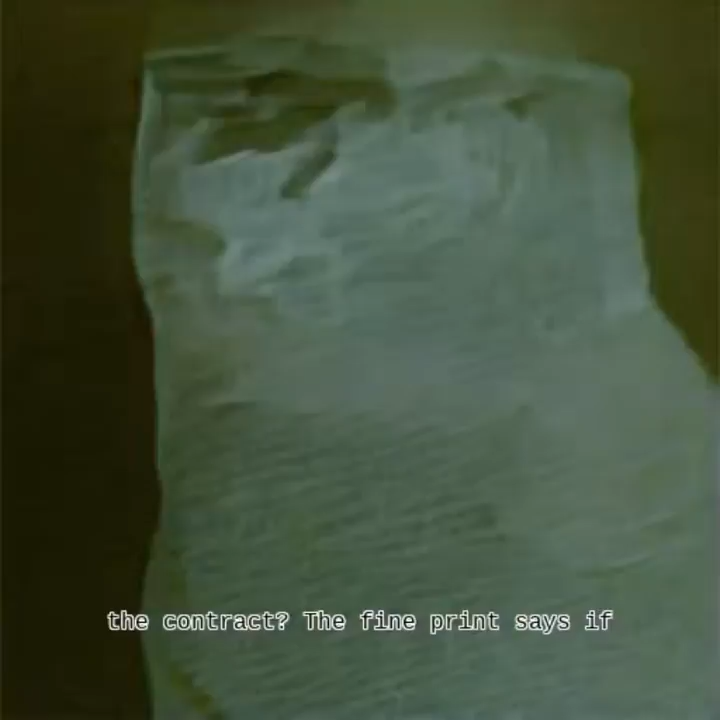 the contract? The fine print says if